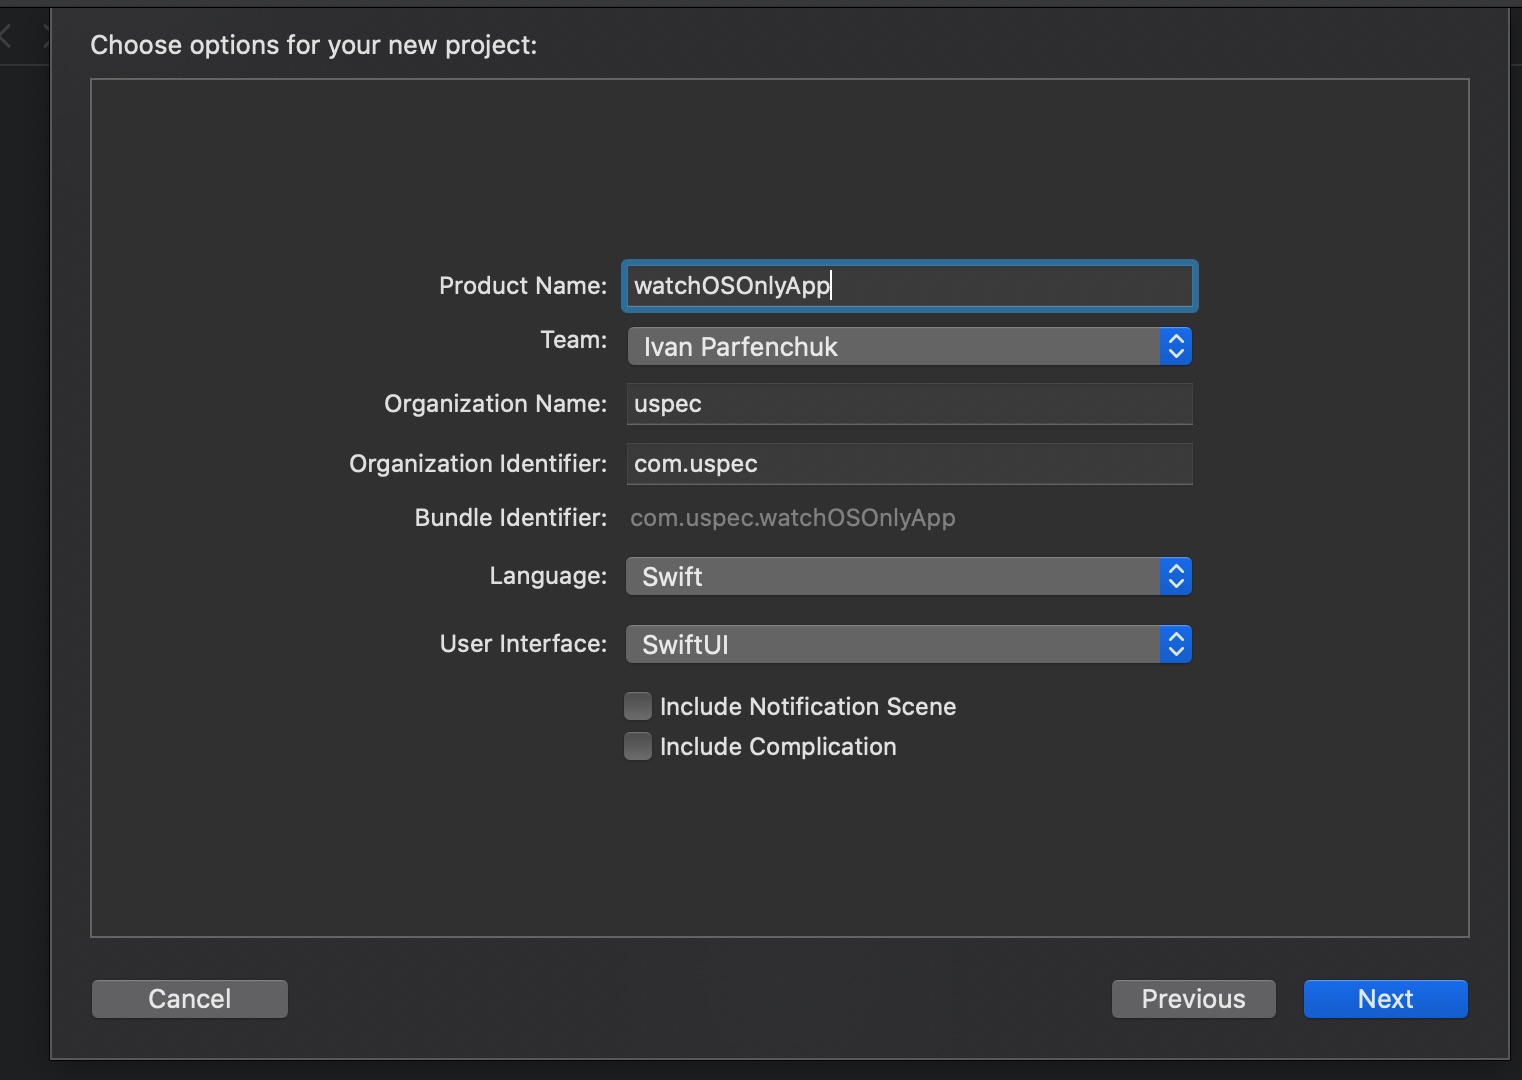 Choose options for your new project:
Product Name: watchOSOnlyApp
Team: Ivan Parfenchuk
Organization Name: uspec
Organization Identifier: com.uspec
Bundle Identifier: com.uspec.watchOSOnlyApp
Language: Swift
User Interface: SwiftUI
Include Notification Scene
Include Complication
Cancel Previous Next